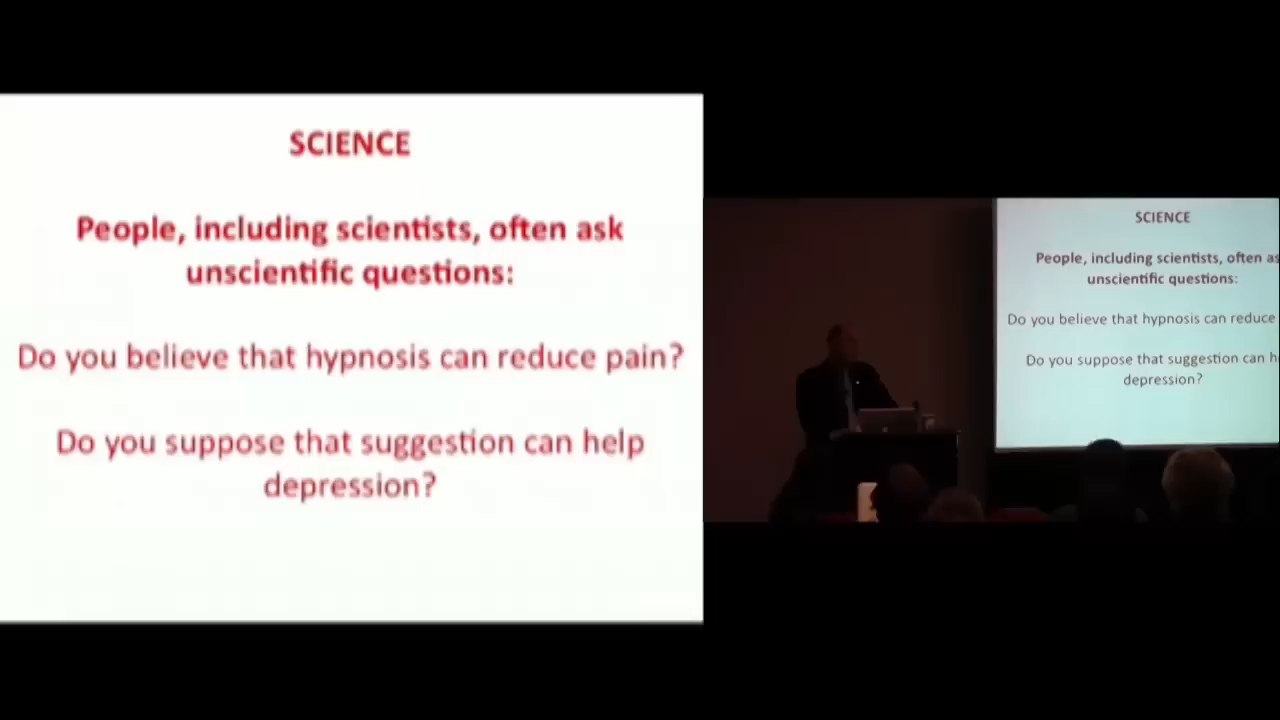 SCIENCE
People, including scientists, often ask
unscientific questions:
Do you believe that hypnosis can reduce pain?
Do you suppose that suggestion can help
depression?
SCIENCE
People, including scientists, often as
unscientific questions:
Do you believe that hypnosis can reduce
Do you suppose that suggestion can h
depression?